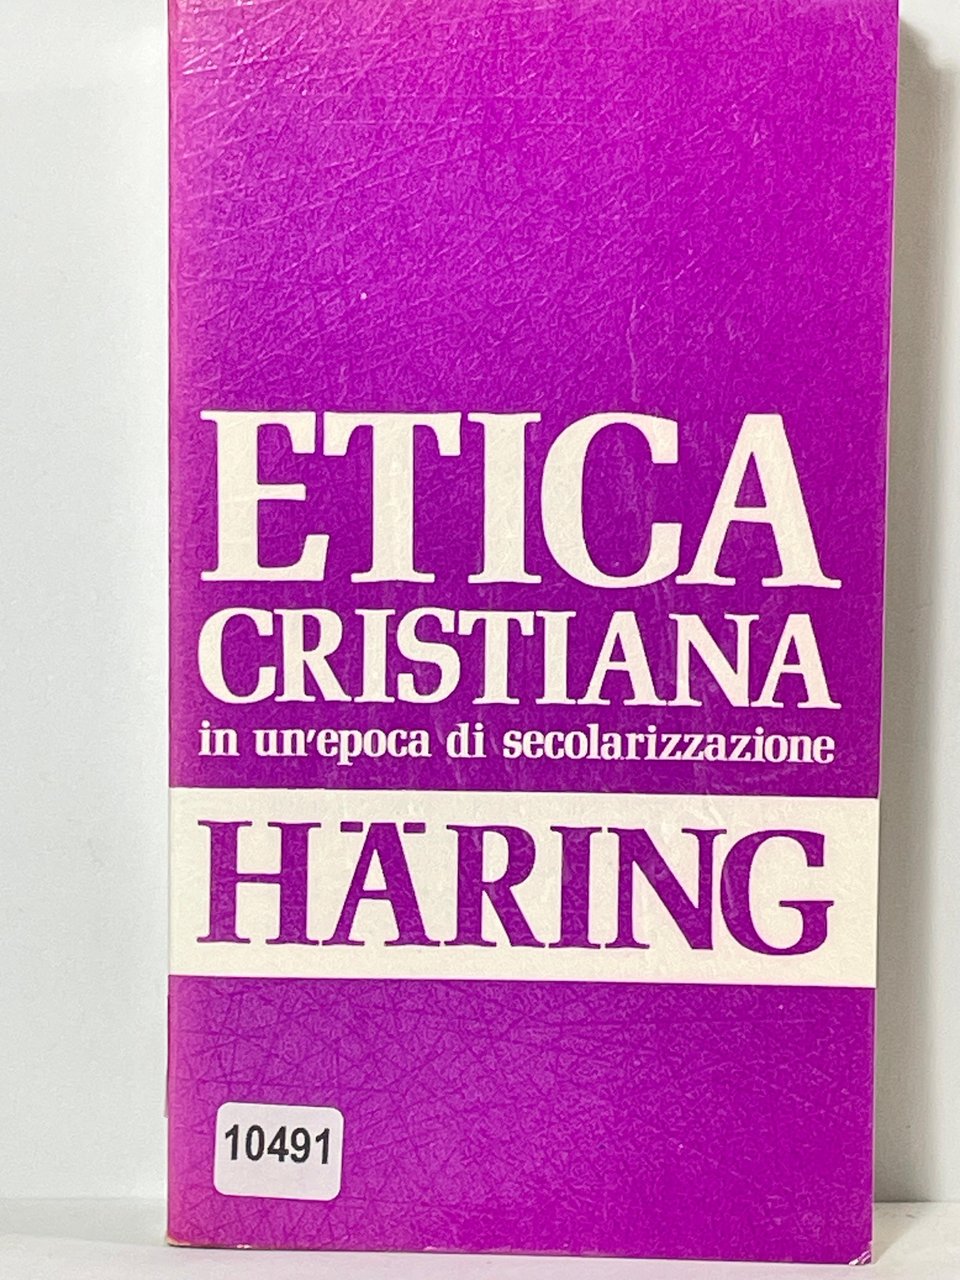 ETICA
CRISTIANA
in un'epoca di secolarizzazione
HÄRING
10491